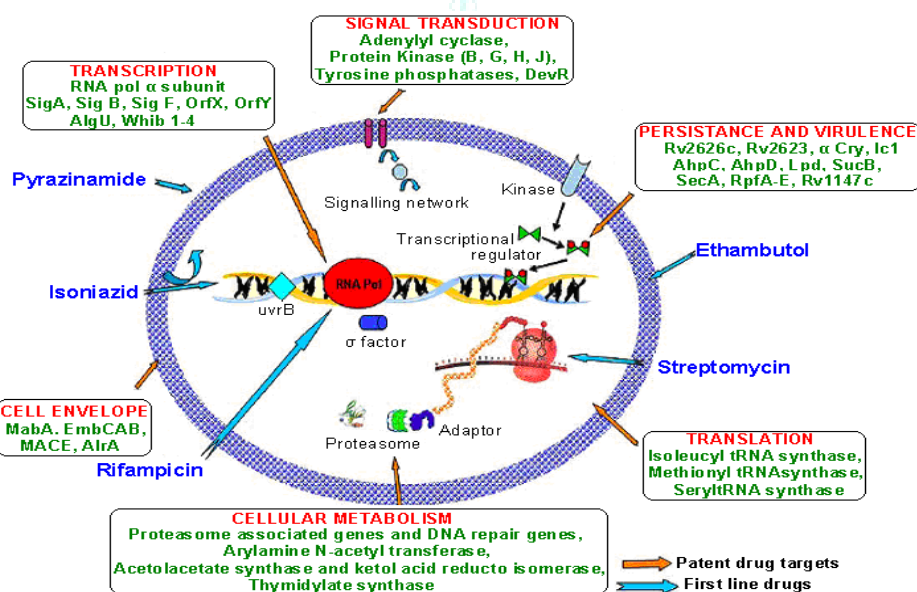 SIGNAL TRANSDUCTION
Adenylyl cyclase,
Protein Kinase (B, G, H, J),
Tyrosine phosphatases, DevR
TRANSCRIPTION
RNA pol α subunit
SigA, Sig B, Sig F, OrfX, OrfY
AlgU, Whib 1-4
PERSISTANCE AND VIRULENCE
Rv2626c, Rv2623, α Cry, Ic1
AhpC, AhpD, Lpd, SucB,
SecA, RpfA-E, Rv1147c
Pyrazinamide
Signalling network
Kinase
Transcriptional
regulator
Ethambutol
Isoniazid
uvrB
RNA Pol
σ factor
Streptomycin
CELL ENVELOPE
MabA. EmbCAB,
MACE, AlrA
Rifampicin
Proteasome
Adaptor
TRANSLATION
Isoleucyl tRNA synthase,
Methionyl tRNAsynthase,
SeryltRNA synthase
CELLULAR METABOLISM
Proteasome associated genes and DNA repair genes,
Arylamine N-acetyl transferase,
Acetolacetate synthase and ketol acid reducto isomerase,
Thymidylate synthase
Patent drug targets
First line drugs